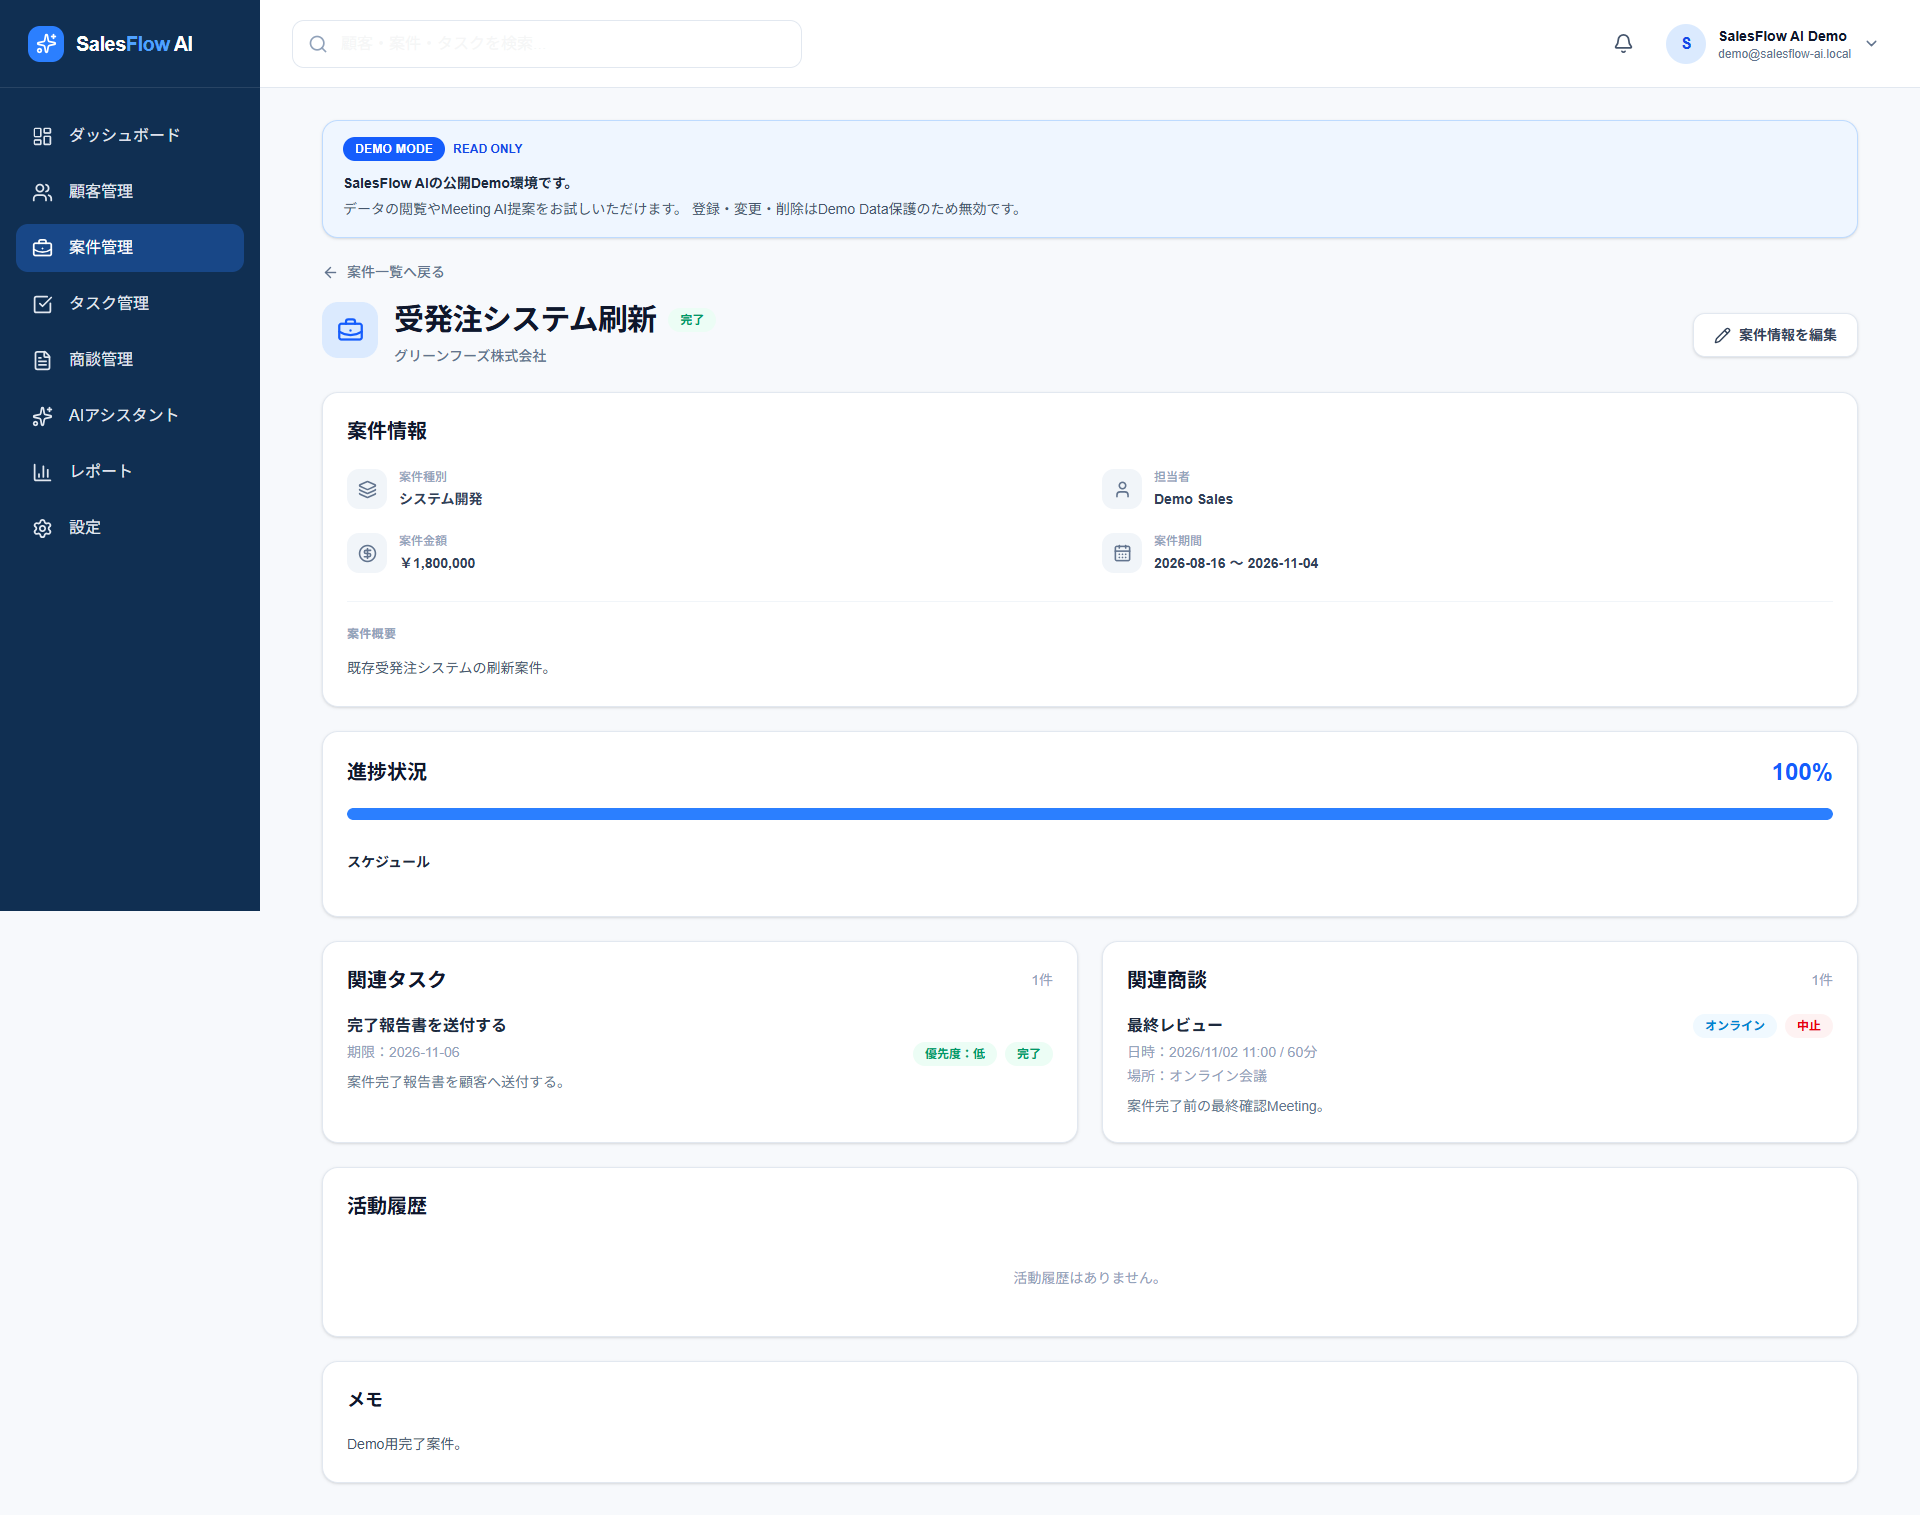 SalesFlow AI
顧客・案件・タスクを検索...
S
SalesFlow AI Demo
demo@salesflow-ai.local
ダッシュボード
顧客管理
案件管理
タスク管理
商談管理
AIアシスタント
レポート
設定
DEMO MODE READ ONLY
SalesFlow AIの公開Demo環境です。
データの閲覧やMeeting AI提案をお試しいただけます。 登録・変更・削除はDemo Data保護のため無効です。
案件一覧へ戻る
受発注システム刷新 完了
グリーンフーズ株式会社
案件情報を編集
案件情報
案件種別
システム開発
担当者
Demo Sales
案件金額
￥1,800,000
案件期間
2026-08-16 〜 2026-11-04
案件概要
既存受発注システムの刷新案件。
進捗状況 100%
スケジュール
関連タスク 1件
完了報告書を送付する
期限：2026-11-06
優先度：低 完了
案件完了報告書を顧客へ送付する。
関連商談 1件
最終レビュー オンライン 中止
日時：2026/11/02 11:00 / 60分
場所：オンライン会議
案件完了前の最終確認Meeting。
活動履歴
活動履歴はありません。
メモ
Demo用完了案件。